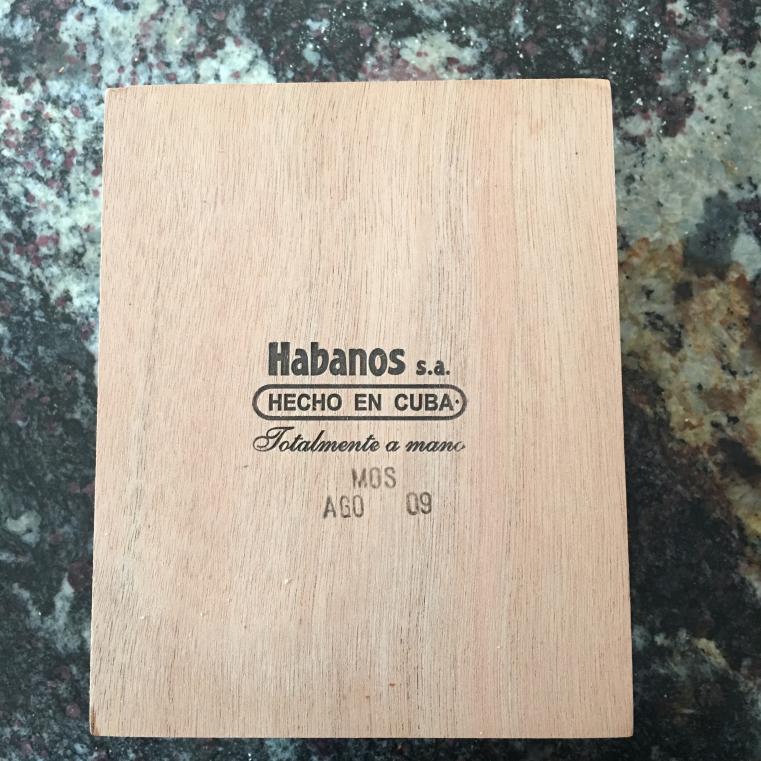 Habanos s.a.
HECHO EN CUBA
Totalmente a mano
MOS
AGO 09